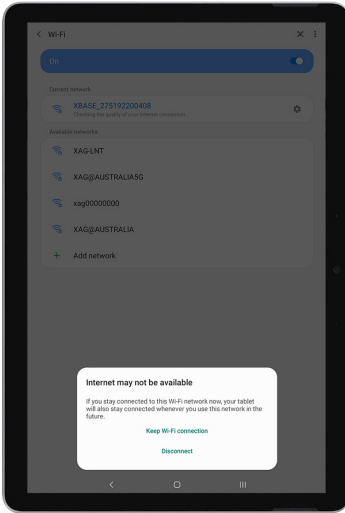 Wi-Fi
On
Current network
XBASE_275192200408
Checking the quality of your internet connection...
Available networks
XAG-LNT
XAG@AUSTRALIA5G
xag00000000
XAG@AUSTRALIA
Add network
Internet may not be available
If you stay connected to this Wi-Fi network now, your tablet
will also stay connected whenever you use this network in the
future.
Keep Wi-Fi connection
Disconnect